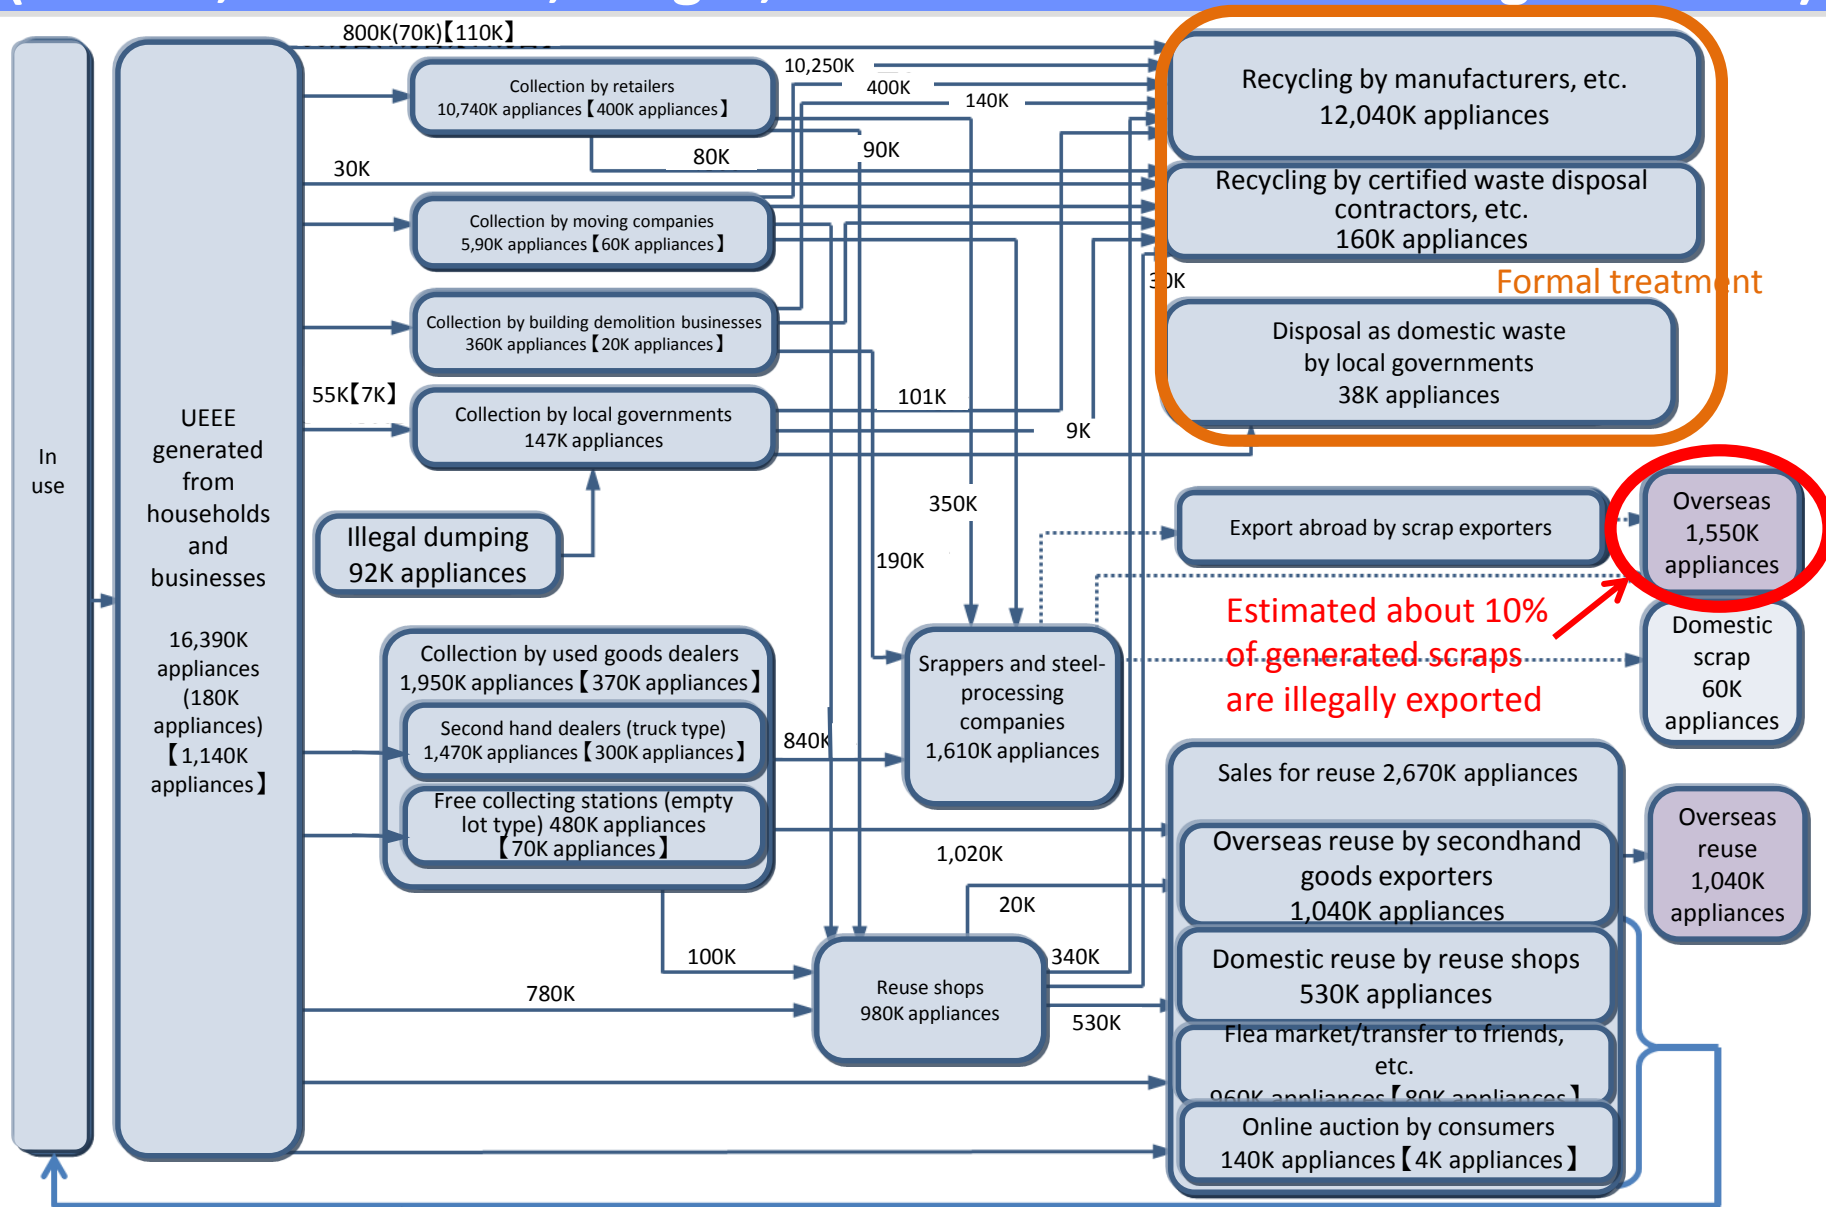 800K(70K)【110K】
In
use
UEEE
generated
from
households
and
businesses
16,390K
appliances
(180K
appliances)
【1,140K
appliances】
Collection by retailers
10,740K appliances【400K appliances】
10,250K
400K
140K
80K
90K
30K
Collection by moving companies
5,90K appliances【60K appliances】
Collection by building demolition businesses
360K appliances【20K appliances】
55K【7K】
Collection by local governments
147K appliances
101K
9K
Illegal dumping
92K appliances
350K
190K
Collection by used goods dealers
1,950K appliances【370K appliances】
Second hand dealers (truck type)
1,470K appliances【300K appliances】
Free collecting stations (empty
lot type) 480K appliances
【70K appliances】
840K
Srappers and steel-
processing
companies
1,610K appliances
1,020K
20K
100K
780K
Reuse shops
980K appliances
340K
530K
Recycling by manufacturers, etc.
12,040K appliances
Recycling by certified waste disposal
contractors, etc.
160K appliances
30K
Formal treatment
Disposal as domestic waste
by local governments
38K appliances
Export abroad by scrap exporters
Overseas
1,550K
appliances
Estimated about 10%
of generated scraps
are illegally exported
Domestic
scrap
60K
appliances
Sales for reuse 2,670K appliances
Overseas reuse by secondhand
goods exporters
1,040K appliances
Overseas
reuse
1,040K
appliances
Domestic reuse by reuse shops
530K appliances
Flea market/transfer to friends,
etc.
960K appliances【80K appliances】
Online auction by consumers
140K appliances【4K appliances】